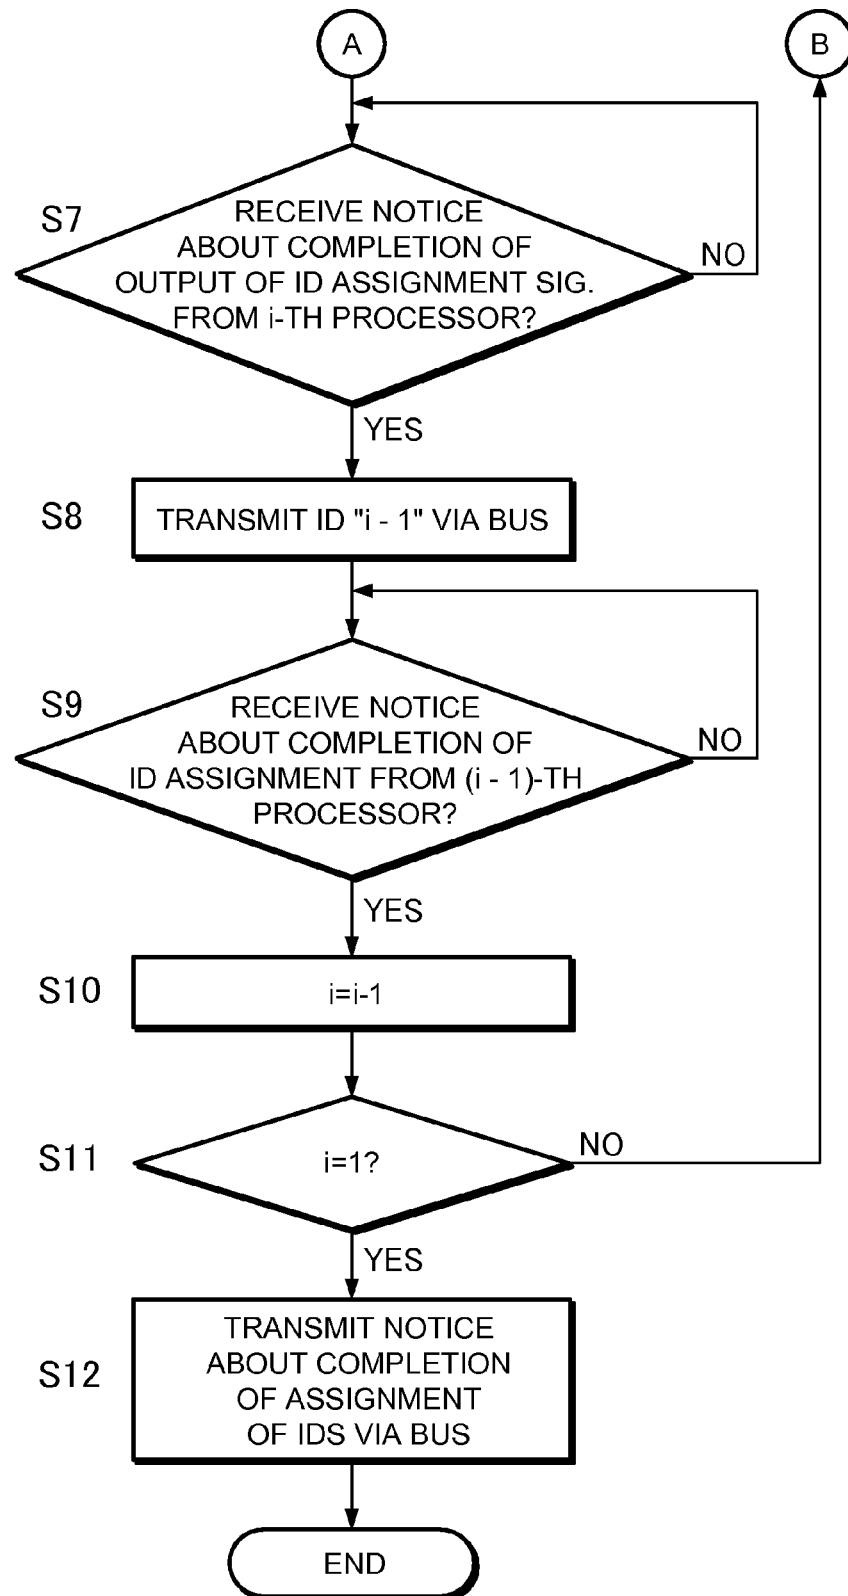 A
B
S7
RECEIVE NOTICE
ABOUT COMPLETION OF
OUTPUT OF ID ASSIGNMENT SIG.
FROM i-TH PROCESSOR?
NO
YES
S8
TRANSMIT ID "i - 1" VIA BUS
S9
RECEIVE NOTICE
ABOUT COMPLETION OF
ID ASSIGNMENT FROM (i - 1)-TH
PROCESSOR?
NO
YES
S10
i=i-1
S11
i=1?
NO
YES
S12
TRANSMIT NOTICE
ABOUT COMPLETION
OF ASSIGNMENT
OF IDS VIA BUS
END